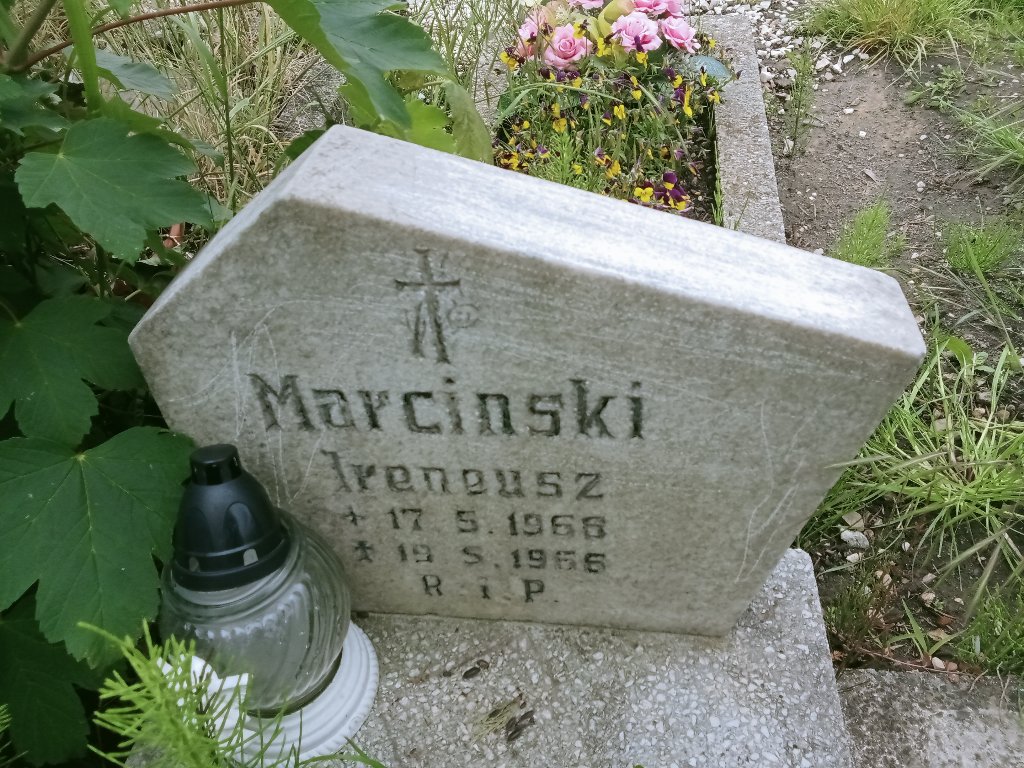 Marcinski
Ireneusz
17 5.1966
19 5.1966
R i P.